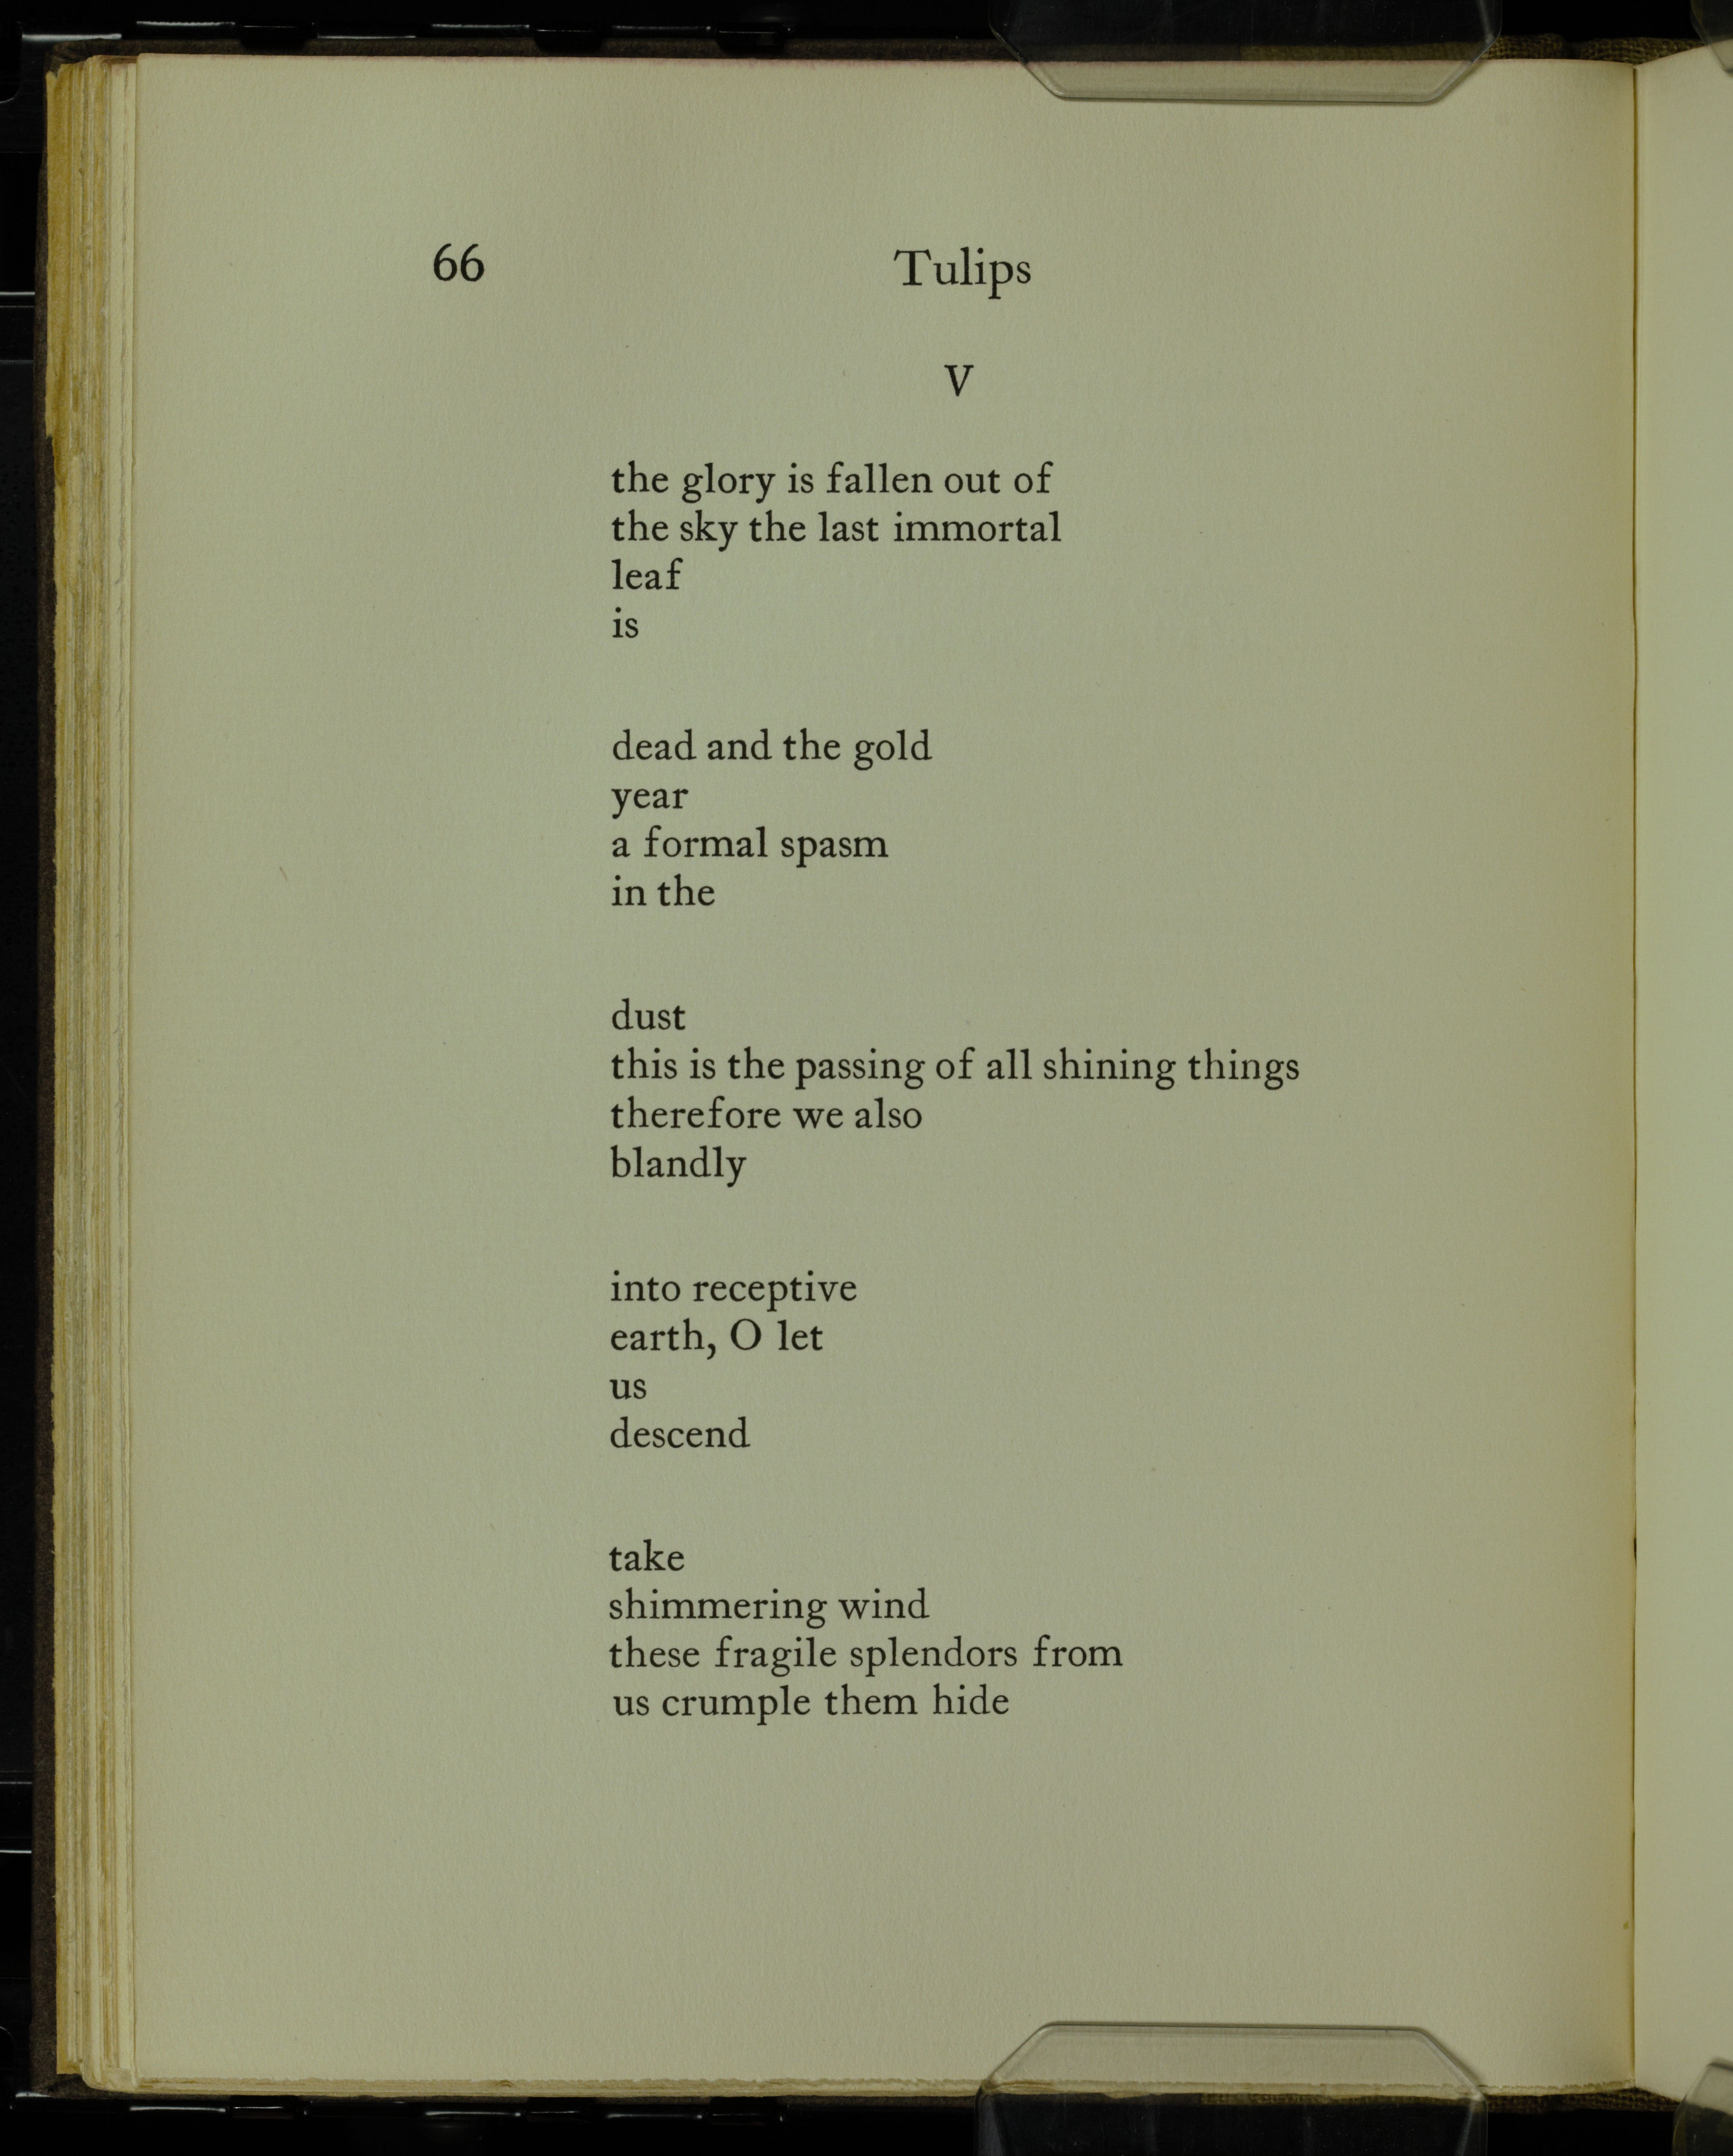 66 Tulips
V
the glory is fallen out of
the sky the last immortal
leaf
is
dead and the gold
year
a formal spasm
in the
dust
this is the passing of all shining things
therefore we also
blandly
into receptive
earth, O let
us
descend
take
shimmering wind
these fragile splendors from
us crumple them hide